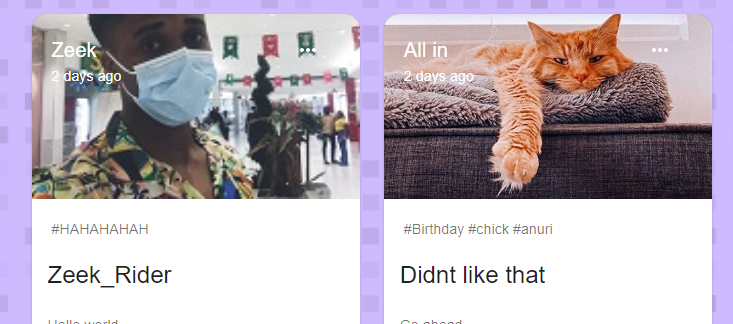 Zeek
2 days ago
#HAHAHAHAH
Zeek_Rider
Hello world
All in
2 days ago
#Birthday #chick #anuri
Didnt like that
Go ahead